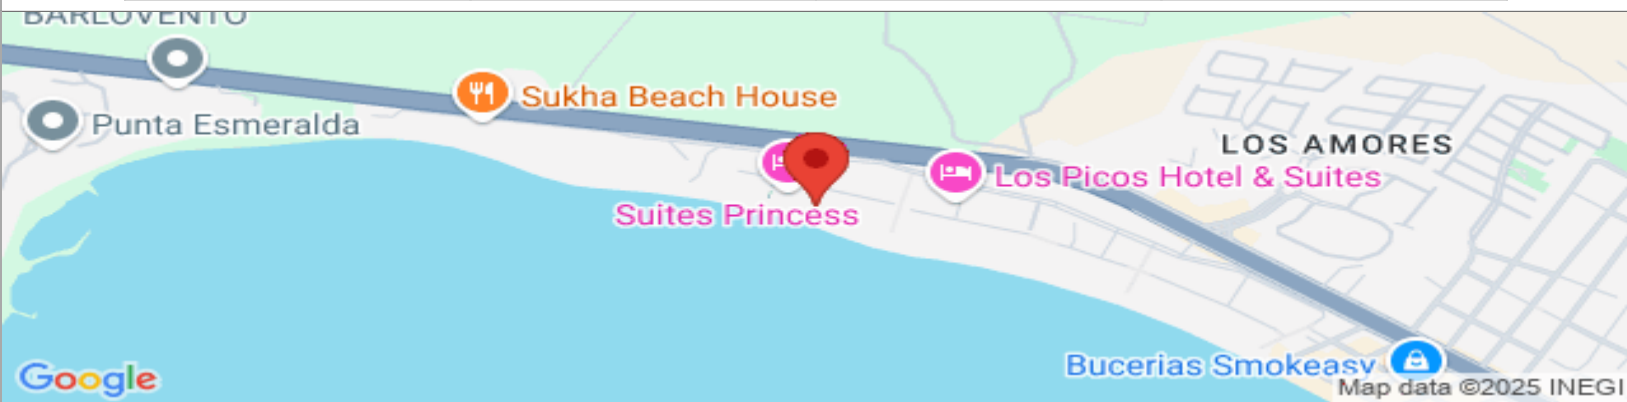 BARLOVENTO
Sukha Beach House
Punta Esmeralda
LOS AMORES
Los Picos Hotel & Suites
Suites Princess
Bucerias Smokeasy
Google
Map data ©2025 INEGI